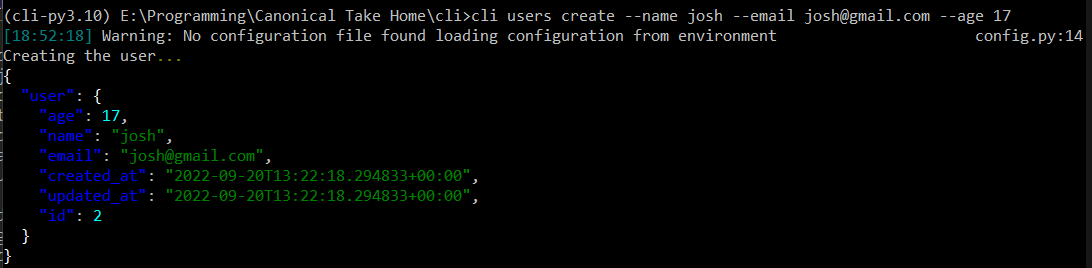 (cli-py3.10) E:\Programming\Canonical Take Home\cli>cli users create --name josh --email josh@gmail.com --age 17
[18:52:18] Warning: No configuration file found loading configuration from environment config.py:14
Creating the user...
{
  "user": {
    "age": 17,
    "name": "josh",
    "email": "josh@gmail.com",
    "created_at": "2022-09-20T13:22:18.294833+00:00",
    "updated_at": "2022-09-20T13:22:18.294833+00:00",
    "id": 2
  }
}